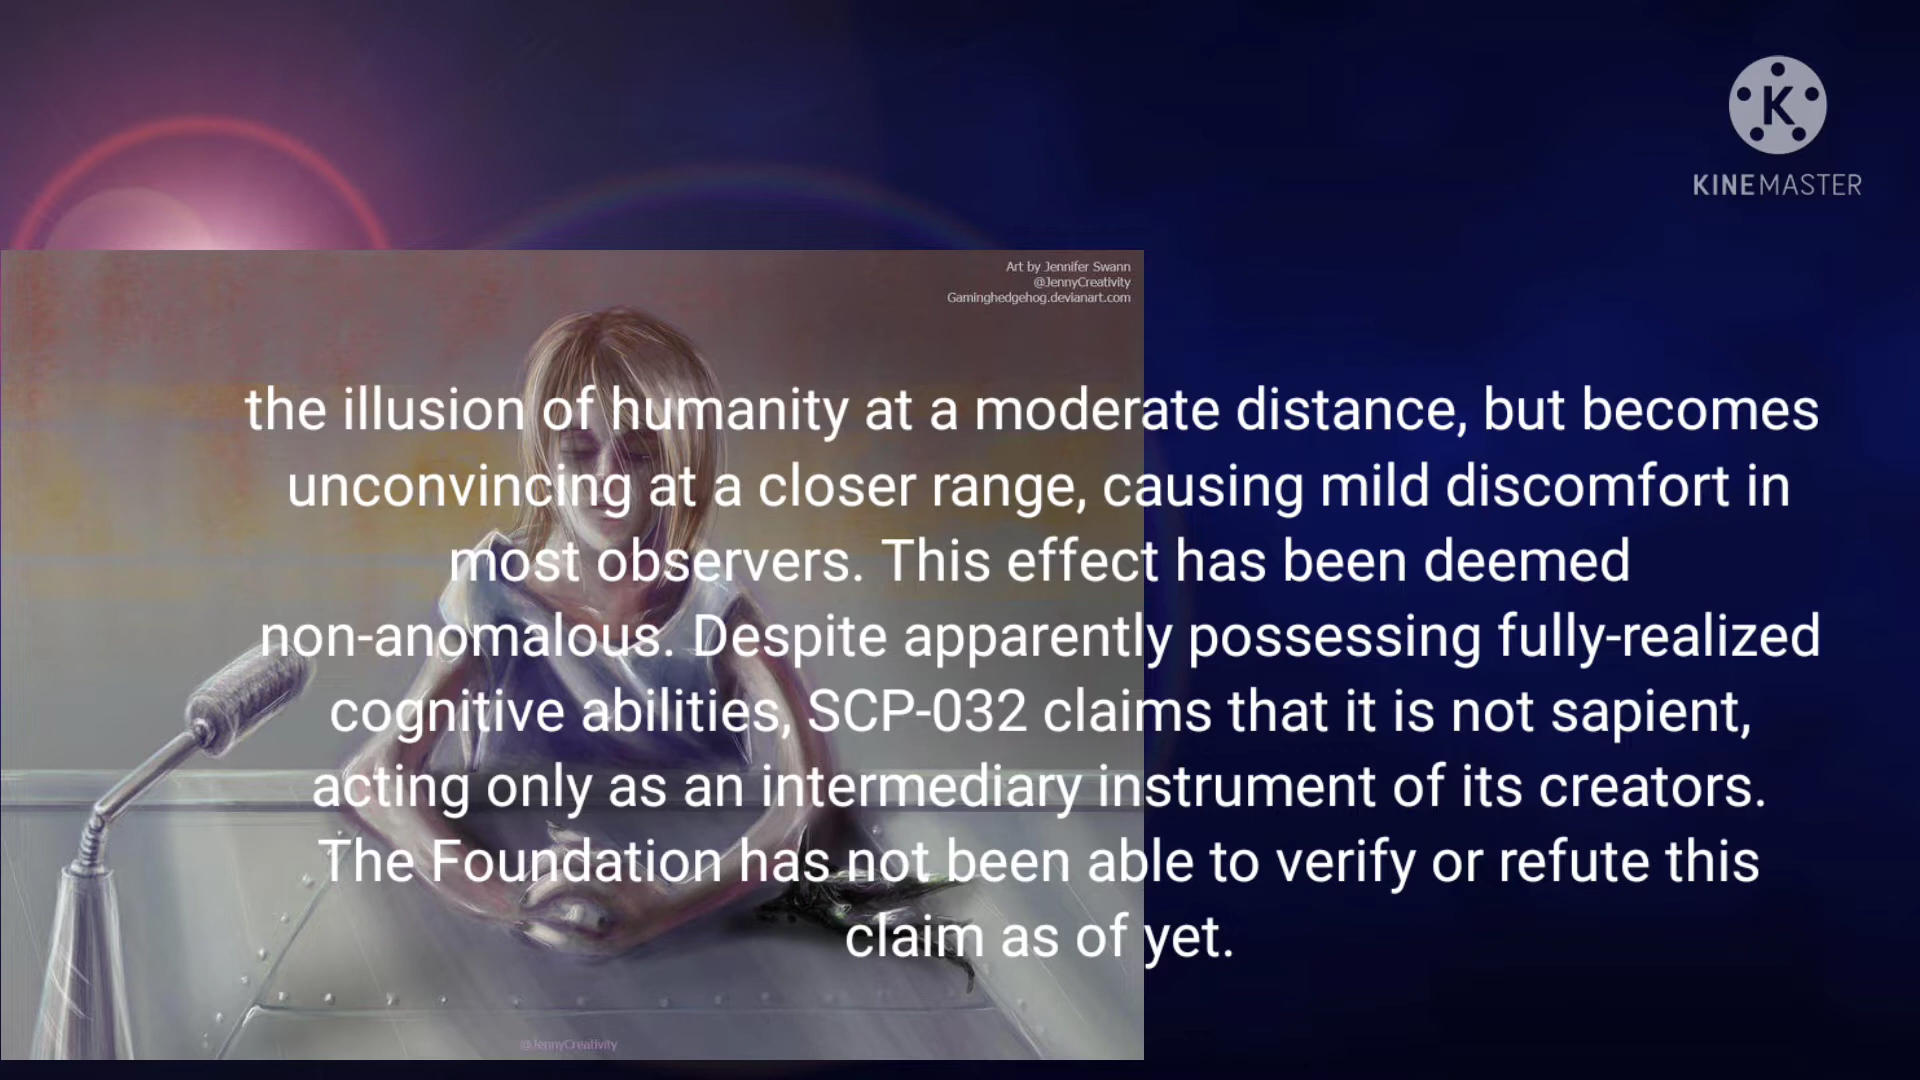 K
KINEMASTER
Art by Jennifer Swann
@JennyCreativity
Gaminghedgehog.devianart.com
the illusion of humanity at a moderate distance, but becomes
unconvincing at a closer range, causing mild discomfort in
most observers. This effect has been deemed
non-anomalous. Despite apparently possessing fully-realized
cognitive abilities, SCP-032 claims that it is not sapient,
acting only as an intermediary instrument of its creators.
The Foundation has not been able to verify or refute this
claim as of yet.
@JennyCreativity